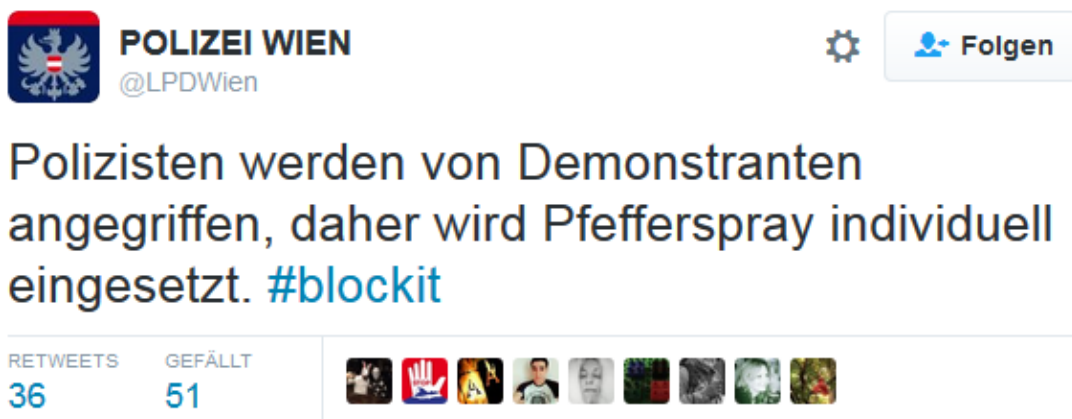 POLIZEI WIEN
@LPDWien
Folgen
Polizisten werden von Demonstranten
angegriffen, daher wird Pfefferspray individuell
eingesetzt. #blockit
RETWEETS GEFÄLLT
36 51
STOP!